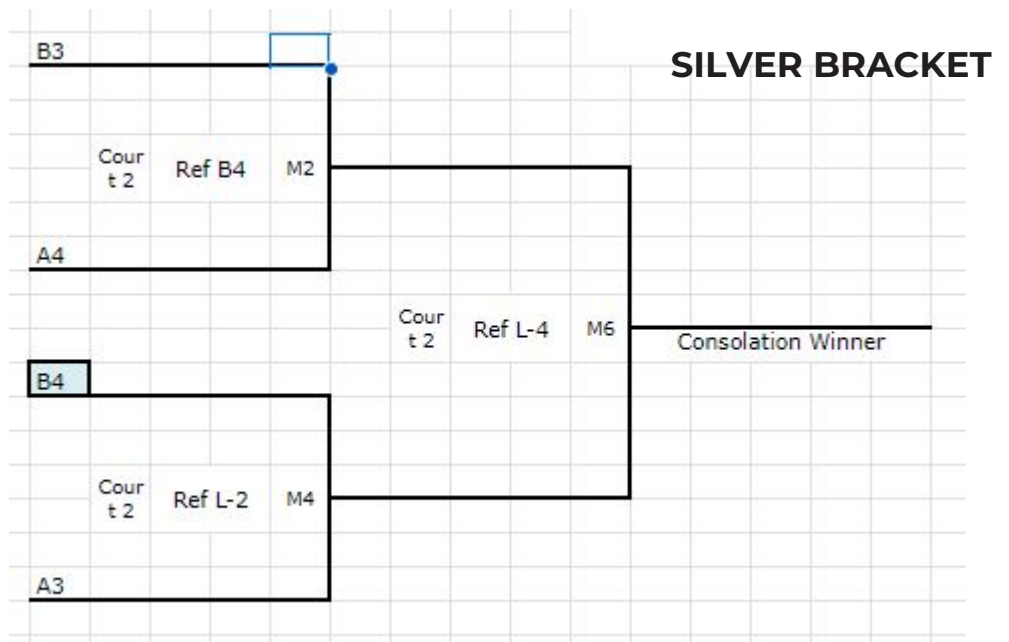 SILVER BRACKET
B3
Cour
t 2
Ref B4
M2
A4
Cour
t 2
Ref L-4
M6
Consolation Winner
B4
Cour
t 2
Ref L-2
M4
A3